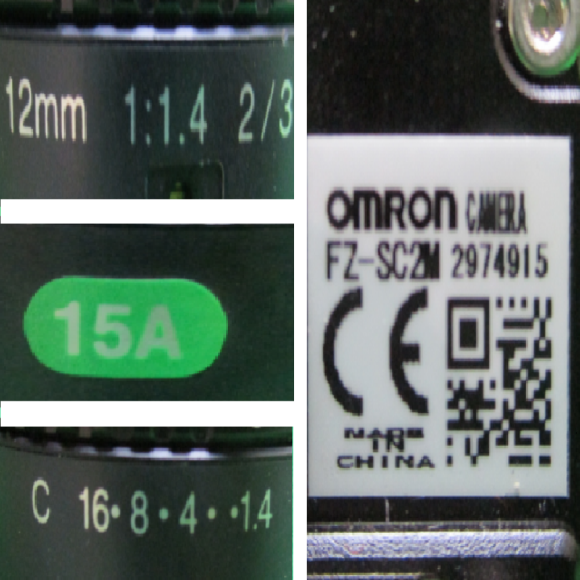 12mm 1:1.4 2/3
15A
C 16• 8 • 4 • •1.4
OMRON CAMERA
FZ-SC2M 2974915
CE
MADE
IN
CHINA